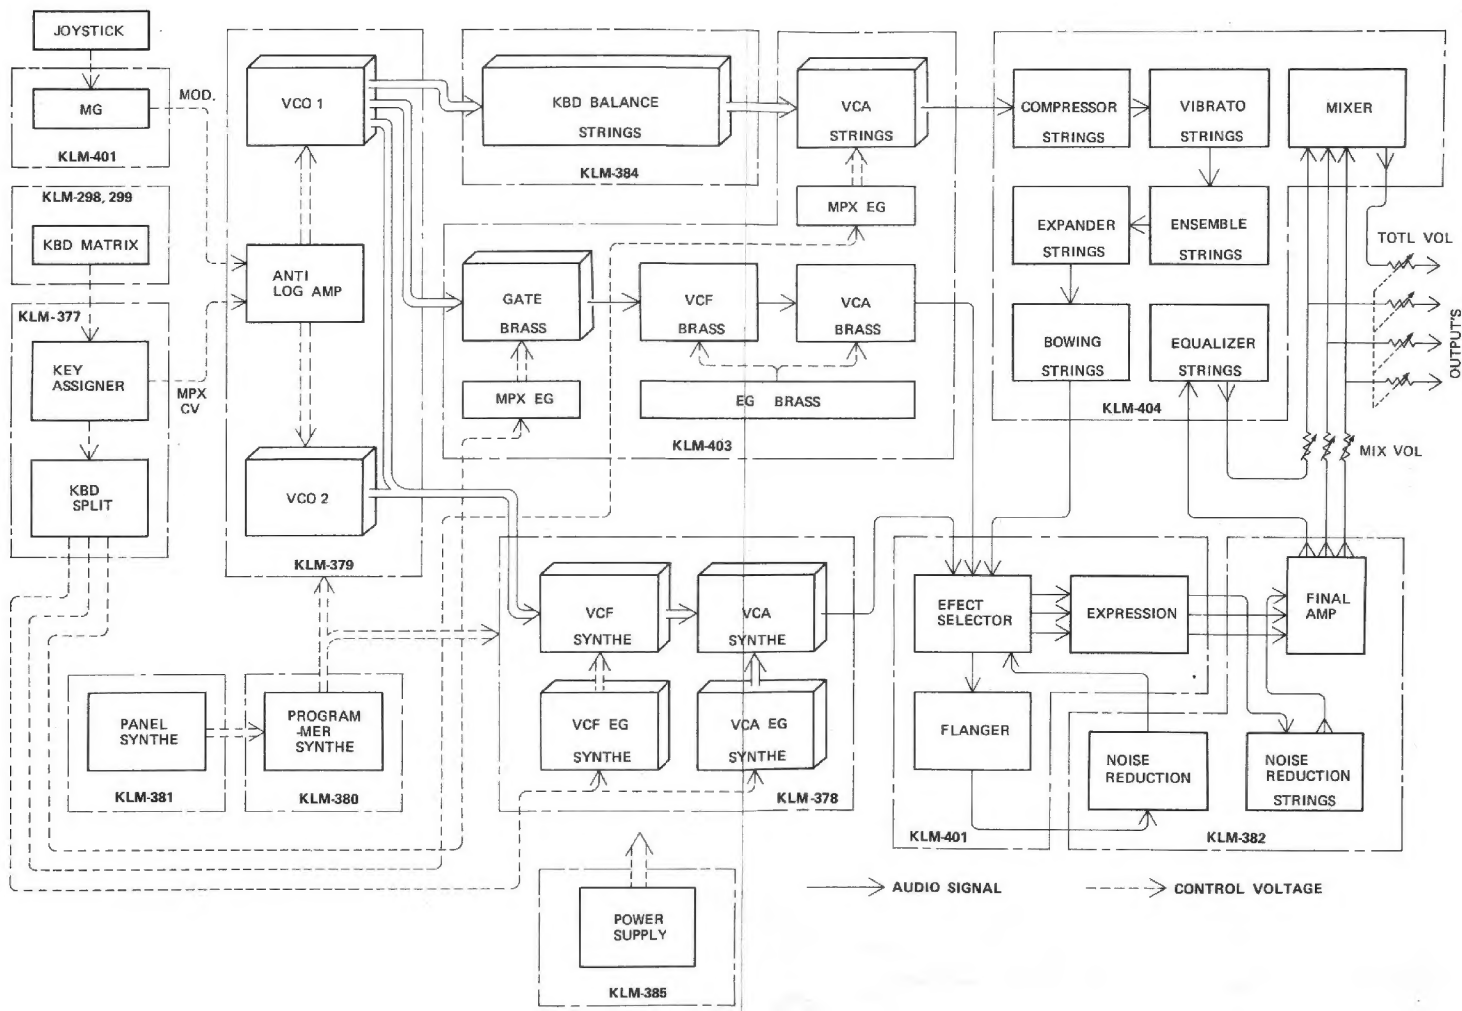 JOYSTICK
MG
KLM-401
MOD.
KLM-298, 299
KBD MATRIX
KLM-377
KEY
ASSIGNER
MPX
CV
KBD
SPLIT
VCO 1
ANTI
LOG AMP
VCO 2
KLM-379
KBD BALANCE
STRINGS
KLM-384
VCA
STRINGS
MPX EG
GATE
BRASS
VCF
BRASS
VCA
BRASS
MPX EG
EG BRASS
KLM-403
COMPRESSOR
STRINGS
VIBRATO
STRINGS
MIXER
EXPANDER
STRINGS
ENSEMBLE
STRINGS
BOWING
STRINGS
EQUALIZER
STRINGS
KLM-404
TOTL VOL
OUTPUT'S
MIX VOL
PANEL
SYNTHE
KLM-381
PROGRAM
-MER
SYNTHE
KLM-380
VCF
SYNTHE
VCA
SYNTHE
VCF EG
SYNTHE
VCA EG
SYNTHE
KLM-378
EFECT
SELECTOR
EXPRESSION
FINAL
AMP
FLANGER
NOISE
REDUCTION
NOISE
REDUCTION
STRINGS
KLM-401
KLM-382
POWER
SUPPLY
KLM-385
AUDIO SIGNAL
CONTROL VOLTAGE